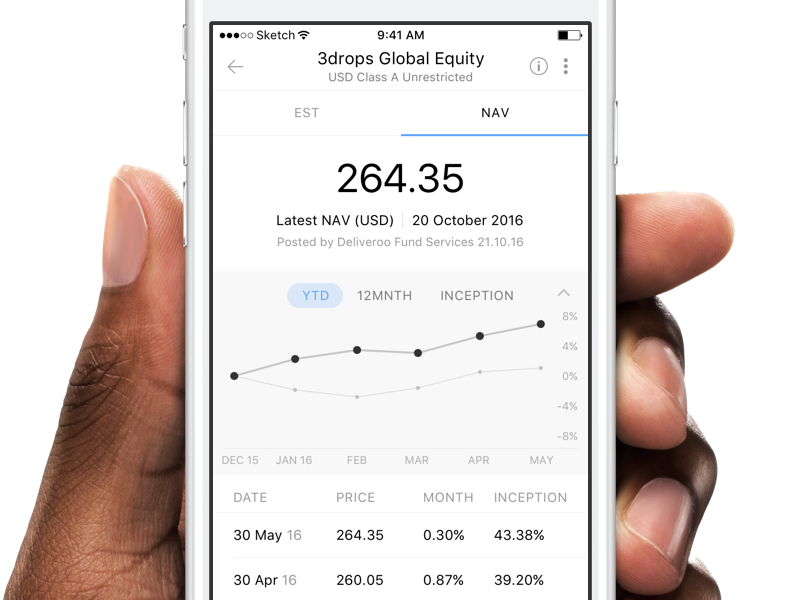 Sketch 9:41 AM
3drops Global Equity
USD Class A Unrestricted
EST NAV
264.35
Latest NAV (USD) 20 October 2016
Posted by Deliveroo Fund Services 21.10.16
YTD 12MNTH INCEPTION
8%
4%
0%
-4%
-8%
DEC 15 JAN 16 FEB MAR APR MAY
DATE PRICE MONTH INCEPTION
30 May 16 264.35 0.30% 43.38%
30 Apr 16 260.05 0.87% 39.20%